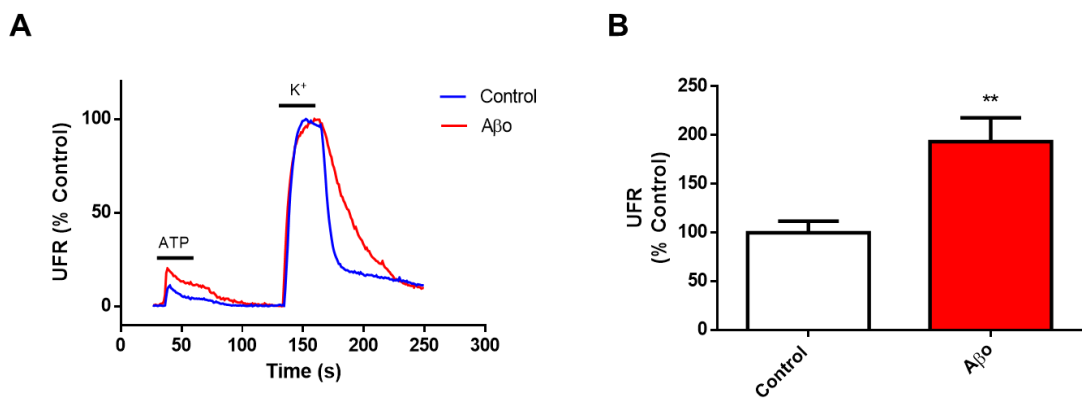 A
UFR (% Control)
100
50
0
ATP
K⁺
Control
Aβo
0 50 100 150 200 250 300
Time (s)
B
UFR
(% Control)
250
200
150
100
50
0
**
Control
Aβo